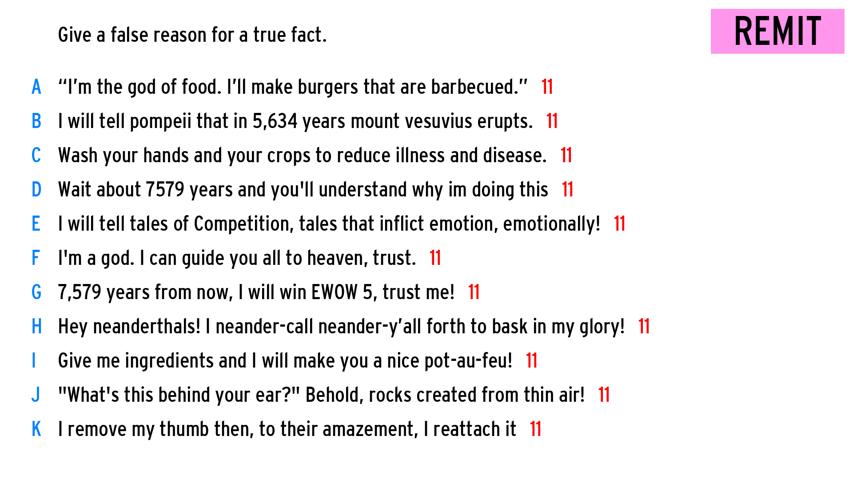 Give a false reason for a true fact.
REMIT
A “I’m the god of food. I’ll make burgers that are barbecued.” 11
B I will tell pompeii that in 5,634 years mount vesuvius erupts. 11
C Wash your hands and your crops to reduce illness and disease. 11
D Wait about 7579 years and you'll understand why im doing this 11
E I will tell tales of Competition, tales that inflict emotion, emotionally! 11
F I'm a god. I can guide you all to heaven, trust. 11
G 7,579 years from now, I will win EWOW 5, trust me! 11
H Hey neanderthals! I neander-call neander-y’all forth to bask in my glory! 11
I Give me ingredients and I will make you a nice pot-au-feu! 11
J "What's this behind your ear?" Behold, rocks created from thin air! 11
K I remove my thumb then, to their amazement, I reattach it 11